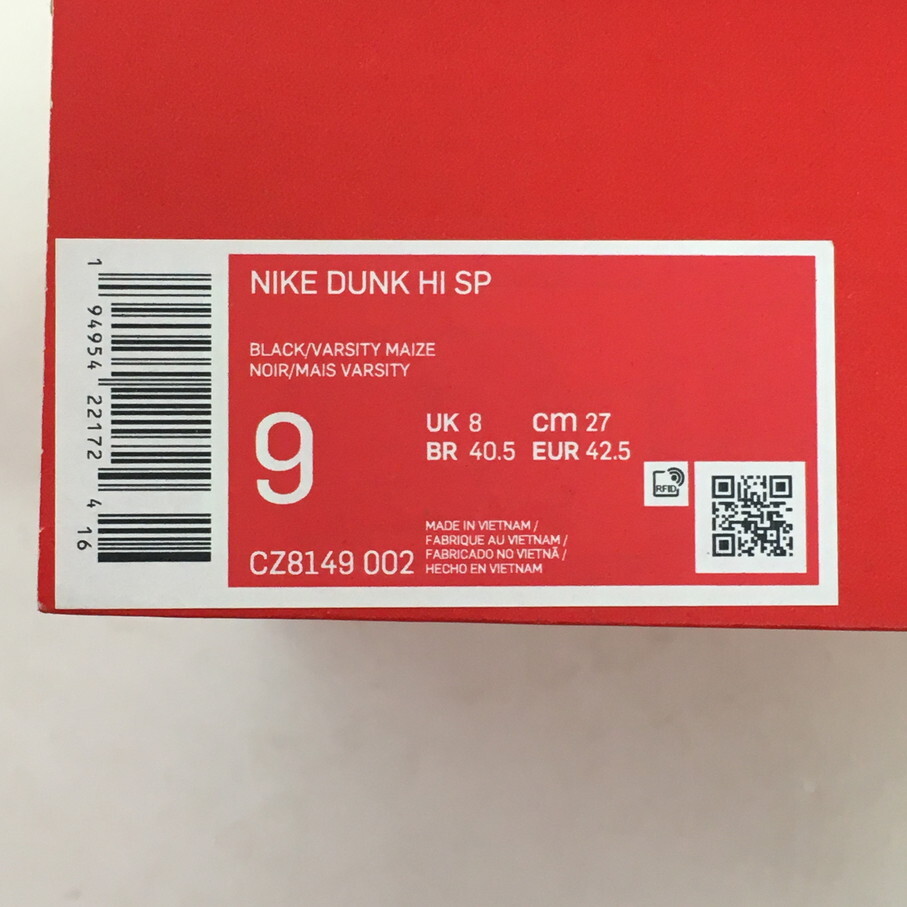 NIKE DUNK HI SP
BLACK/VARSITY MAIZE
NOIR/MAIS VARSITY
9
UK 8 cm 27
BR 40.5 EUR 42.5
RFID
CZ8149 002
MADE IN VIETNAM /
FABRIQUE AU VIETNAM /
FABRICADO NO VIETNÃ /
HECHO EN VIETNAM
1 94954 22172 4 16